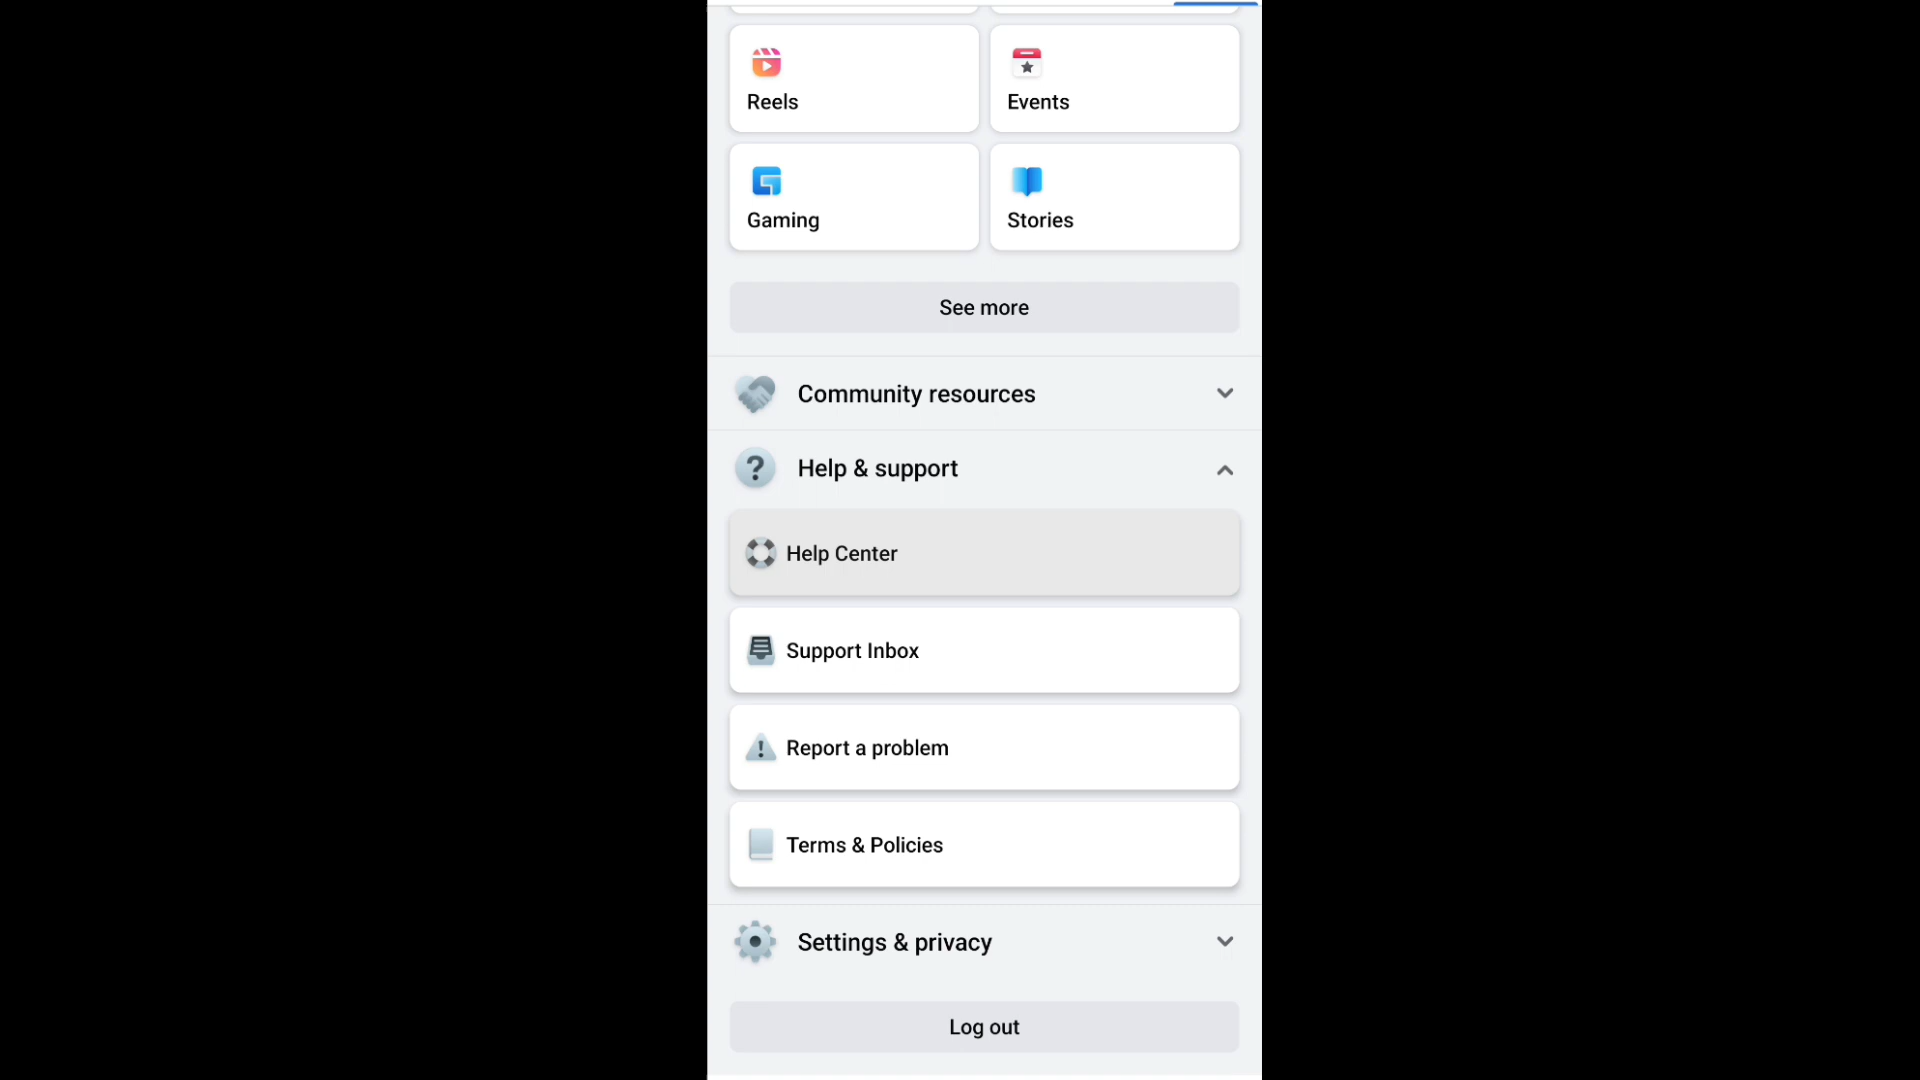 Reels
Events
Gaming
Stories
See more
Community resources
Help & support
Help Center
Support Inbox
Report a problem
Terms & Policies
Settings & privacy
Log out